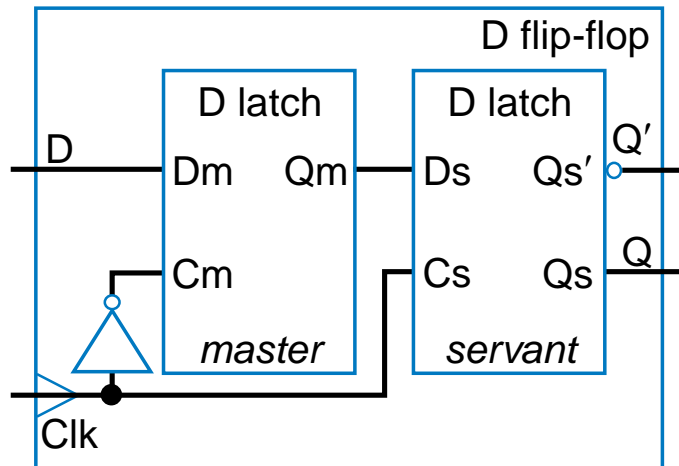 D flip-flop
D latch
D latch
D
Dm
Qm
Ds
Qs′
Q′
Cm
Cs
Qs
Q
master
servant
Clk